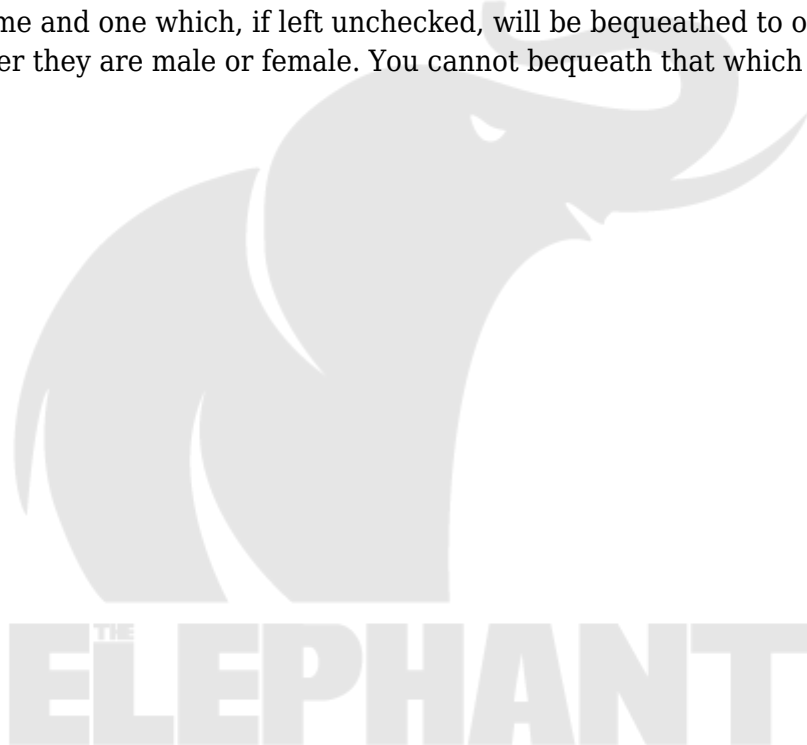 me and one which, if left unchecked, will be bequeathed to o
er they are male or female. You cannot bequeath that which
THE
ELEPHANT